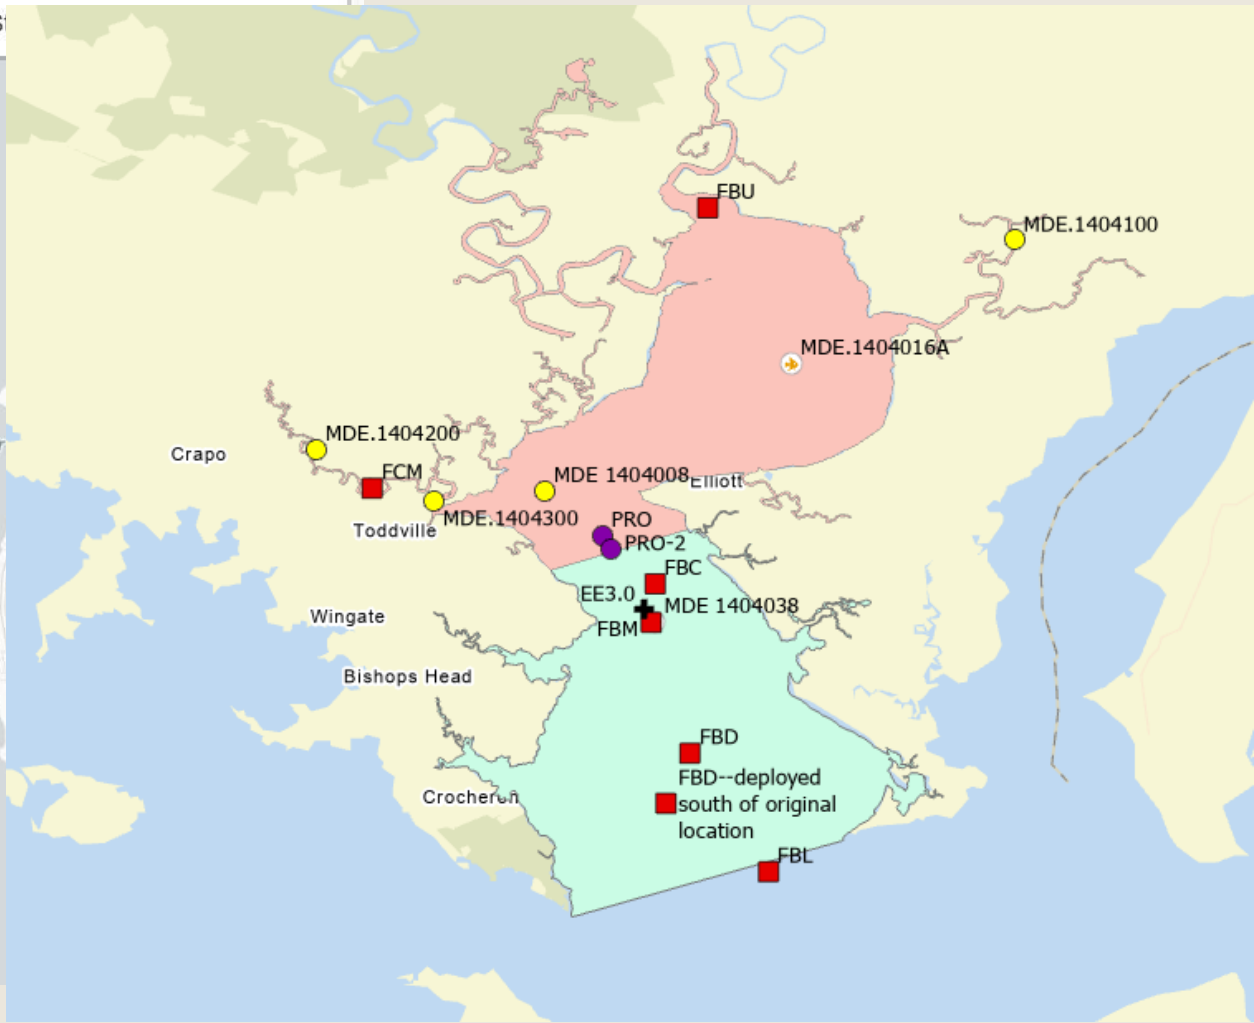 FBU
MDE.1404100
MDE.1404016A
MDE.1404200
Crapo
FCM
MDE 1404008
Elliott
MDE.1404300
PRO
Toddville
PRO-2
FBC
EE3.0
MDE 1404038
Wingate
FBM
Bishops Head
FBD
FBD--deployed
south of original
location
Crocheron
FBL